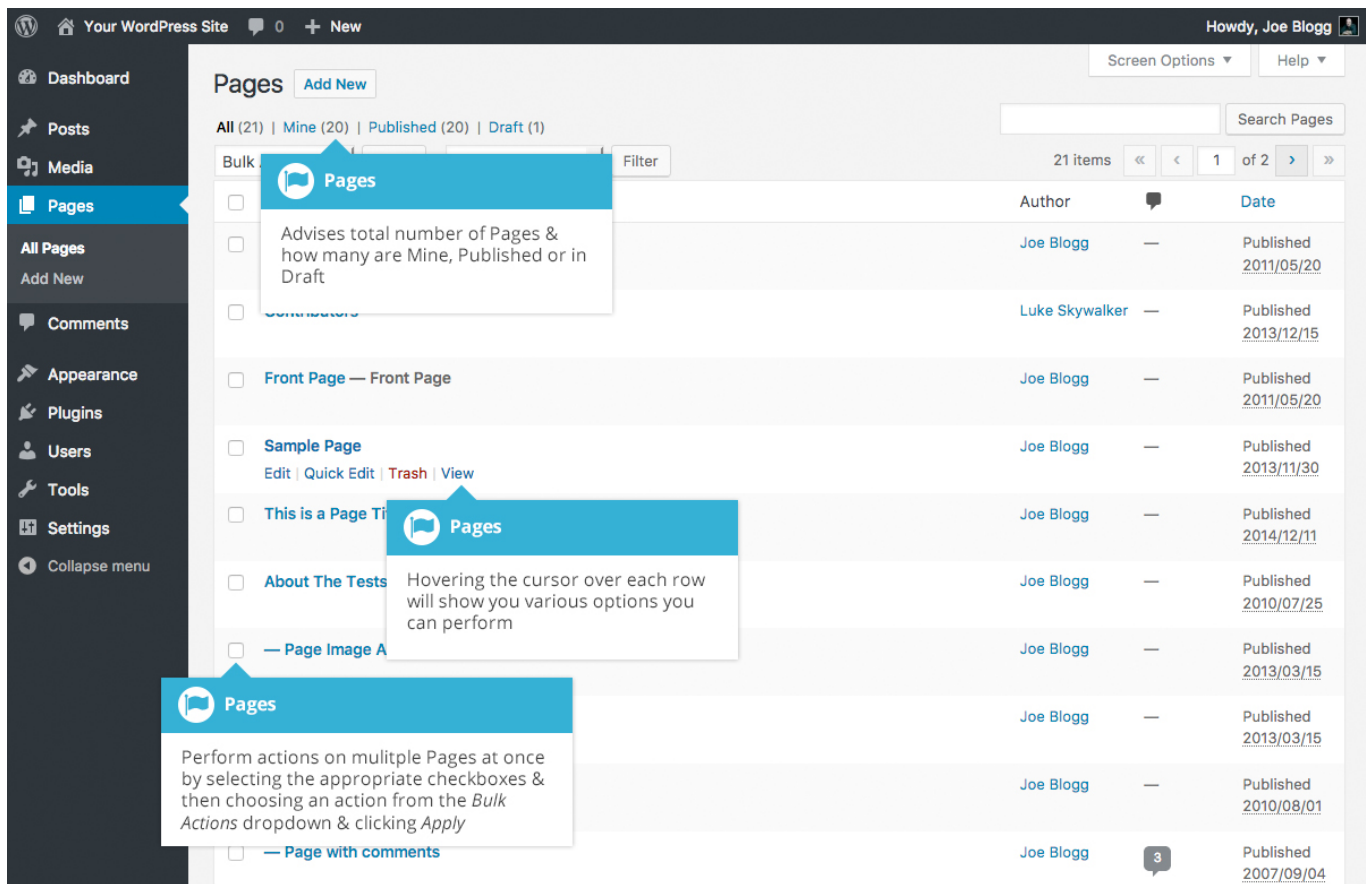 Your WordPress Site 0 + New Howdy, Joe Blogg
Dashboard
Posts
Media
Pages
All Pages
Add New
Comments
Appearance
Plugins
Users
Tools
Settings
Collapse menu
Screen Options ▼ Help ▼
Pages Add New
All (21) | Mine (20) | Published (20) | Draft (1)
Search Pages
Bulk Filter 21 items « ‹ 1 of 2 › »
Pages
Advises total number of Pages &
how many are Mine, Published or in
Draft
Author Date
Joe Blogg — Published
2011/05/20
Contributors Luke Skywalker — Published
2013/12/15
Front Page — Front Page Joe Blogg — Published
2011/05/20
Sample Page Joe Blogg — Published
Edit | Quick Edit | Trash | View 2013/11/30
This is a Page Joe Blogg — Published
2014/12/11
Pages
Hovering the cursor over each row
will show you various options you
can perform
About The Tests Joe Blogg — Published
2010/07/25
— Page Image Joe Blogg — Published
2013/03/15
Pages
Perform actions on mulitple Pages at once
by selecting the appropriate checkboxes &
then choosing an action from the Bulk
Actions dropdown & clicking Apply
Joe Blogg — Published
2013/03/15
Joe Blogg — Published
2010/08/01
— Page with comments Joe Blogg 3 Published
2007/09/04